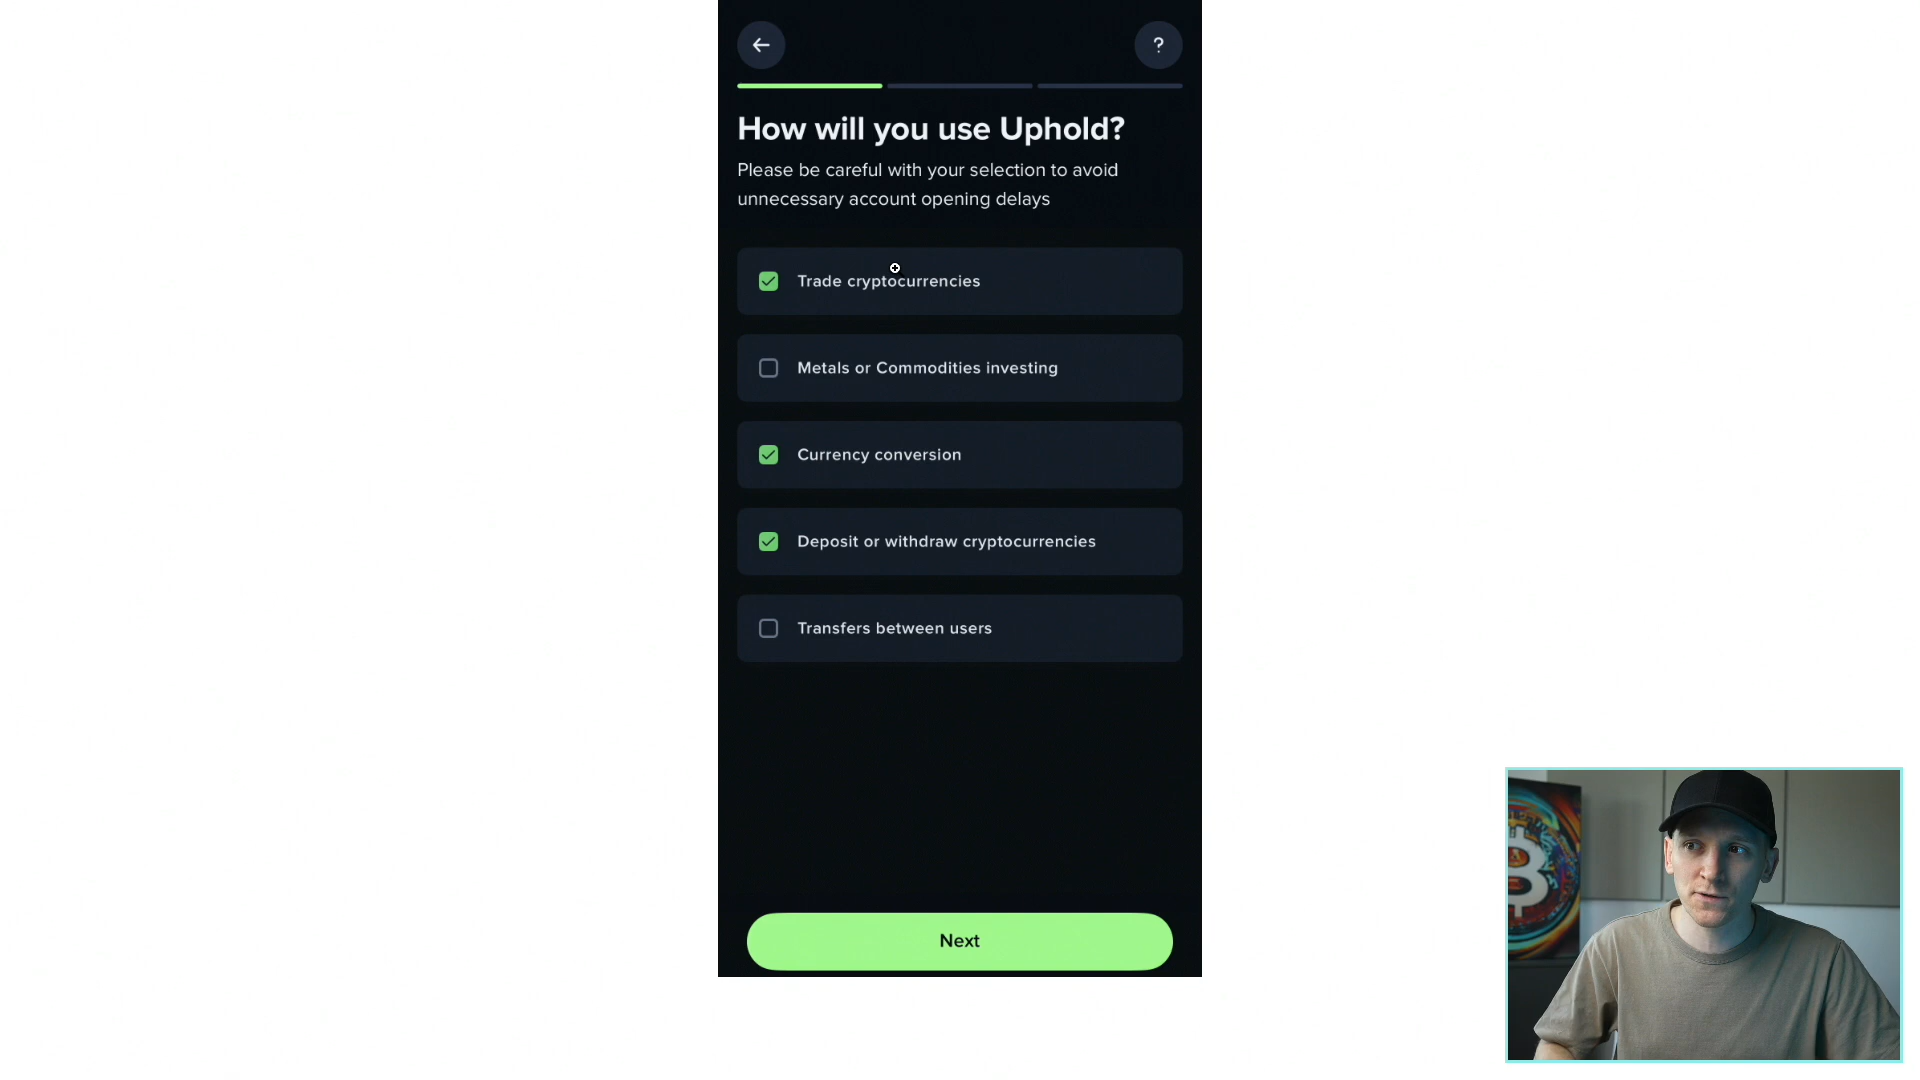 ?
How will you use Uphold?
Please be careful with your selection to avoid
unnecessary account opening delays
Trade cryptocurrencies
Metals or Commodities investing
Currency conversion
Deposit or withdraw cryptocurrencies
Transfers between users
Next